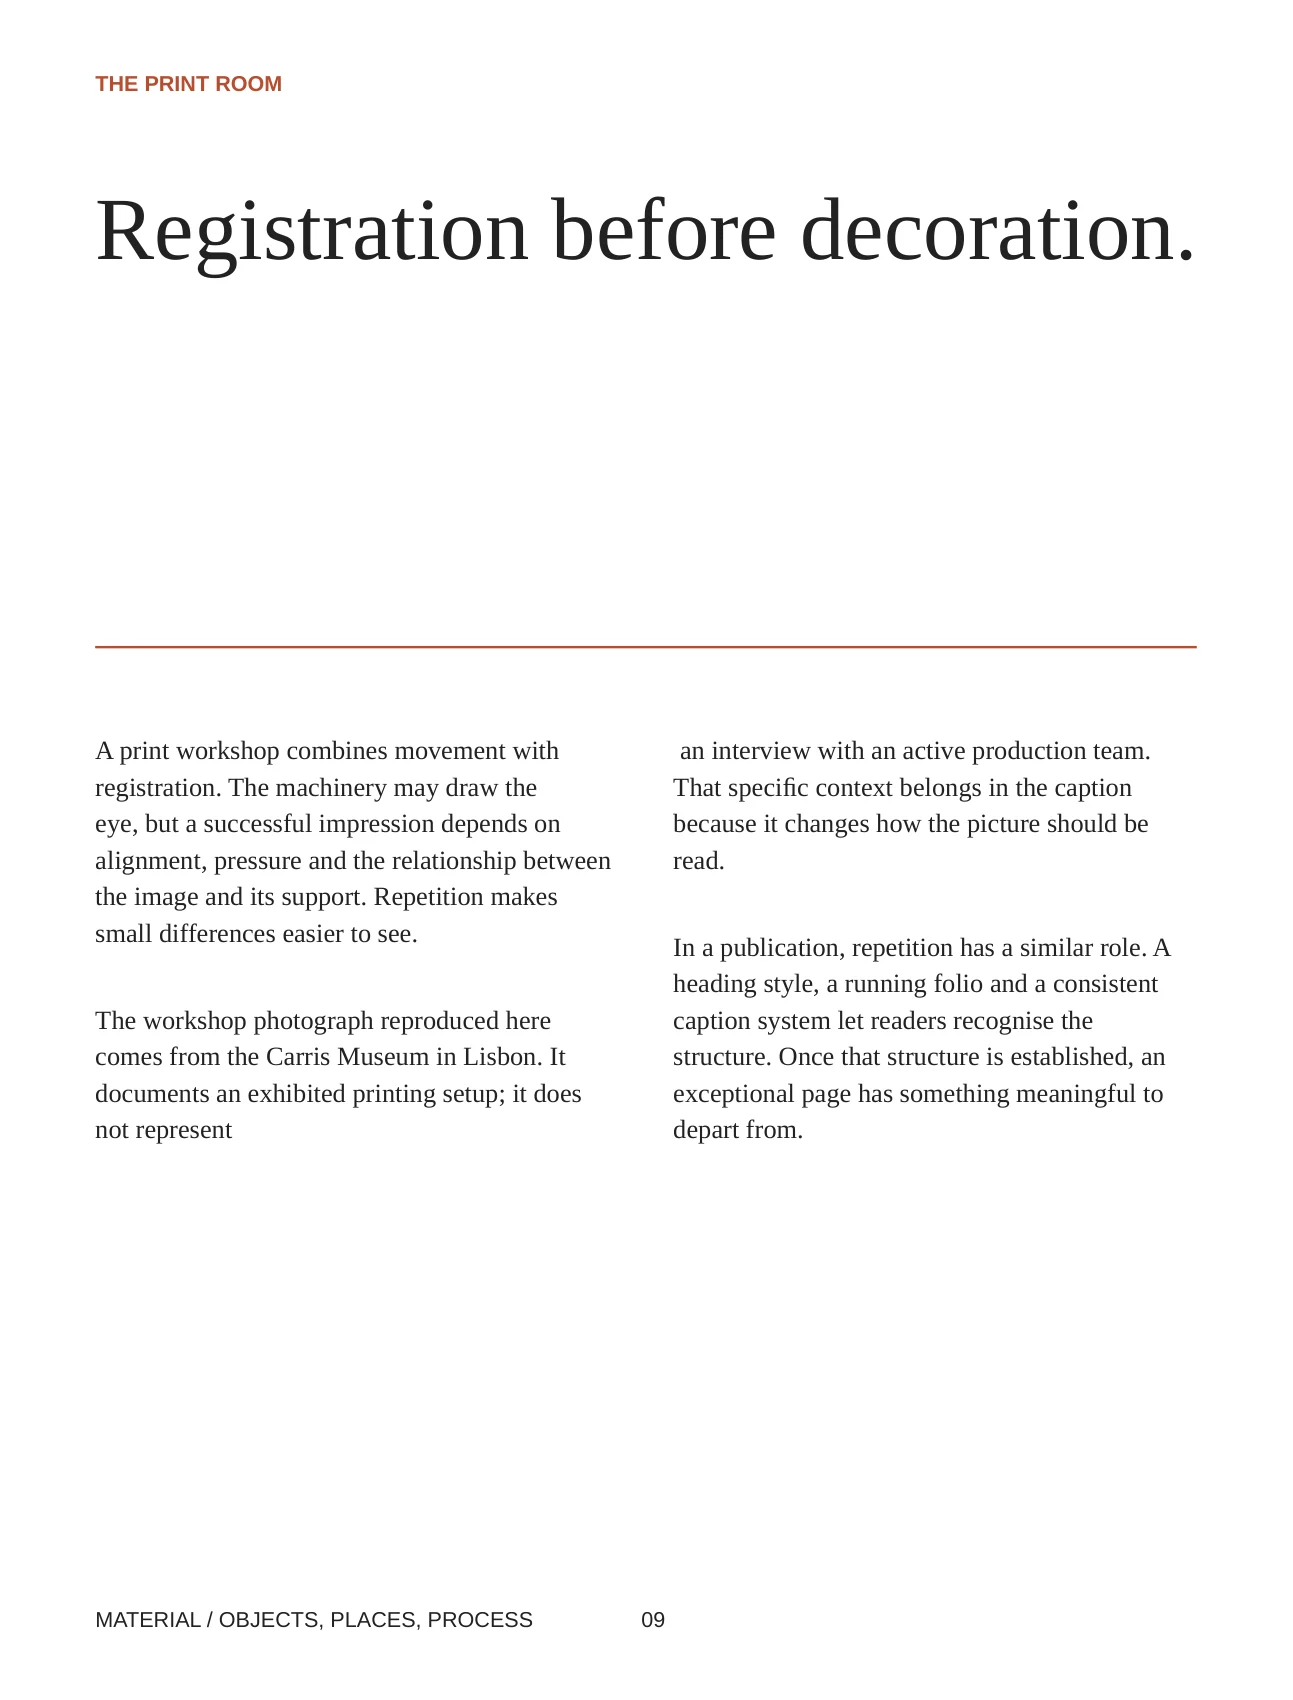 THE PRINT ROOM
Registration before decoration.
A print workshop combines movement with
registration. The machinery may draw the
eye, but a successful impression depends on
alignment, pressure and the relationship between
the image and its support. Repetition makes
small differences easier to see.
The workshop photograph reproduced here
comes from the Carris Museum in Lisbon. It
documents an exhibited printing setup; it does
not represent
an interview with an active production team.
That specific context belongs in the caption
because it changes how the picture should be
read.
In a publication, repetition has a similar role. A
heading style, a running folio and a consistent
caption system let readers recognise the
structure. Once that structure is established, an
exceptional page has something meaningful to
depart from.
MATERIAL / OBJECTS, PLACES, PROCESS 09